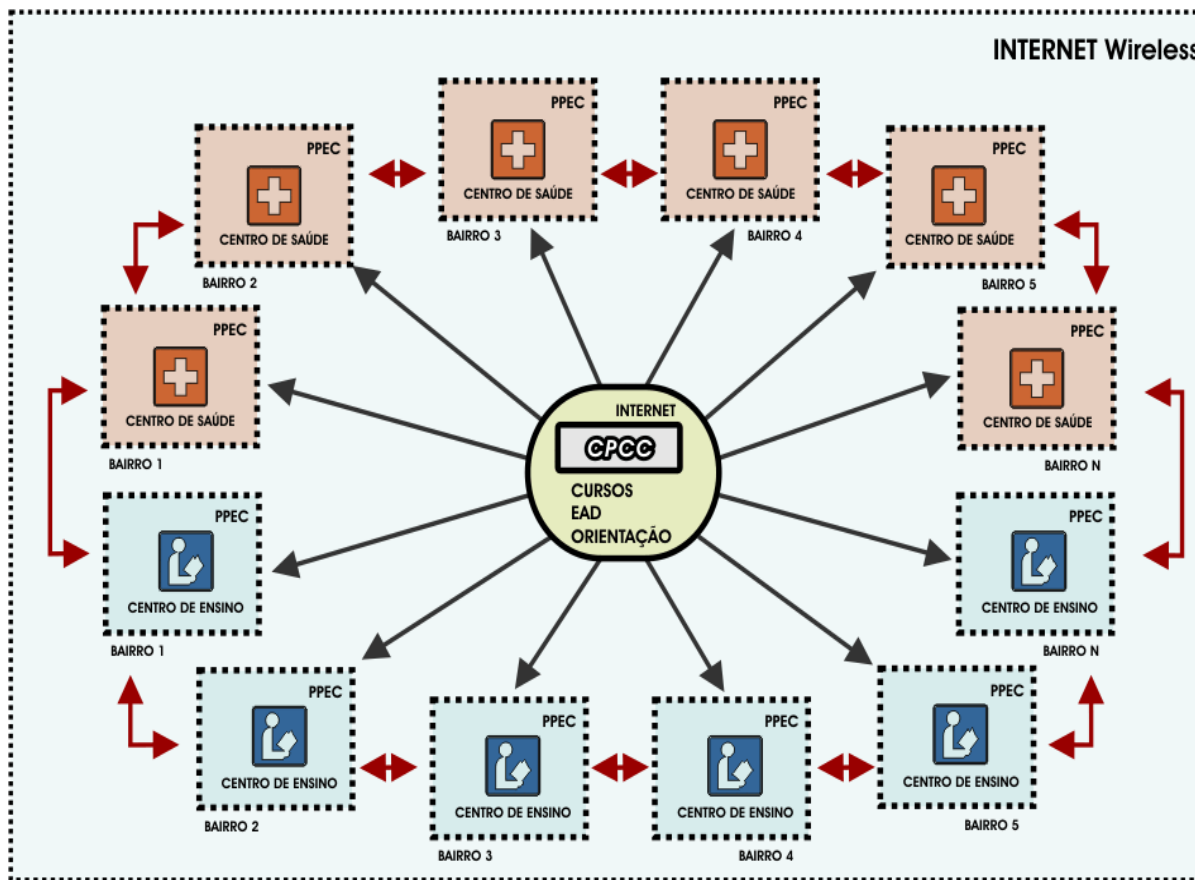 INTERNET Wireless
PPEC
CENTRO DE SAÚDE
BAIRRO 3
PPEC
CENTRO DE SAÚDE
BAIRRO 4
PPEC
CENTRO DE SAÚDE
BAIRRO 2
PPEC
CENTRO DE SAÚDE
BAIRRO 5
PPEC
CENTRO DE SAÚDE
BAIRRO 1
PPEC
CENTRO DE SAÚDE
BAIRRO N
INTERNET
CPCC
CURSOS
EAD
ORIENTAÇÃO
PPEC
CENTRO DE ENSINO
BAIRRO 1
PPEC
CENTRO DE ENSINO
BAIRRO N
PPEC
CENTRO DE ENSINO
BAIRRO 2
PPEC
CENTRO DE ENSINO
BAIRRO 3
PPEC
CENTRO DE ENSINO
BAIRRO 4
PPEC
CENTRO DE ENSINO
BAIRRO 5